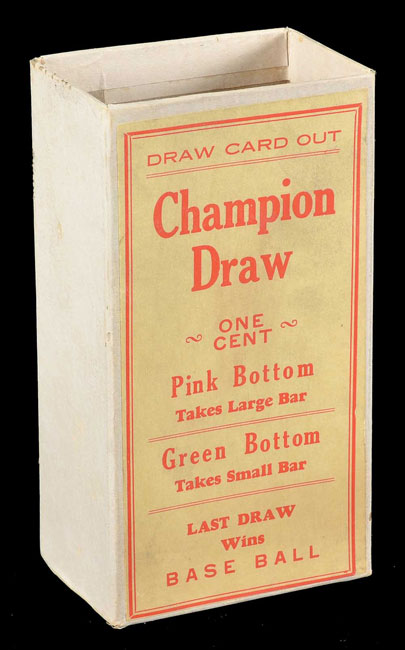 DRAW CARD OUT
Champion
Draw
ONE
CENT
Pink Bottom
Takes Large Bar
Green Bottom
Takes Small Bar
LAST DRAW
Wins
BASE BALL